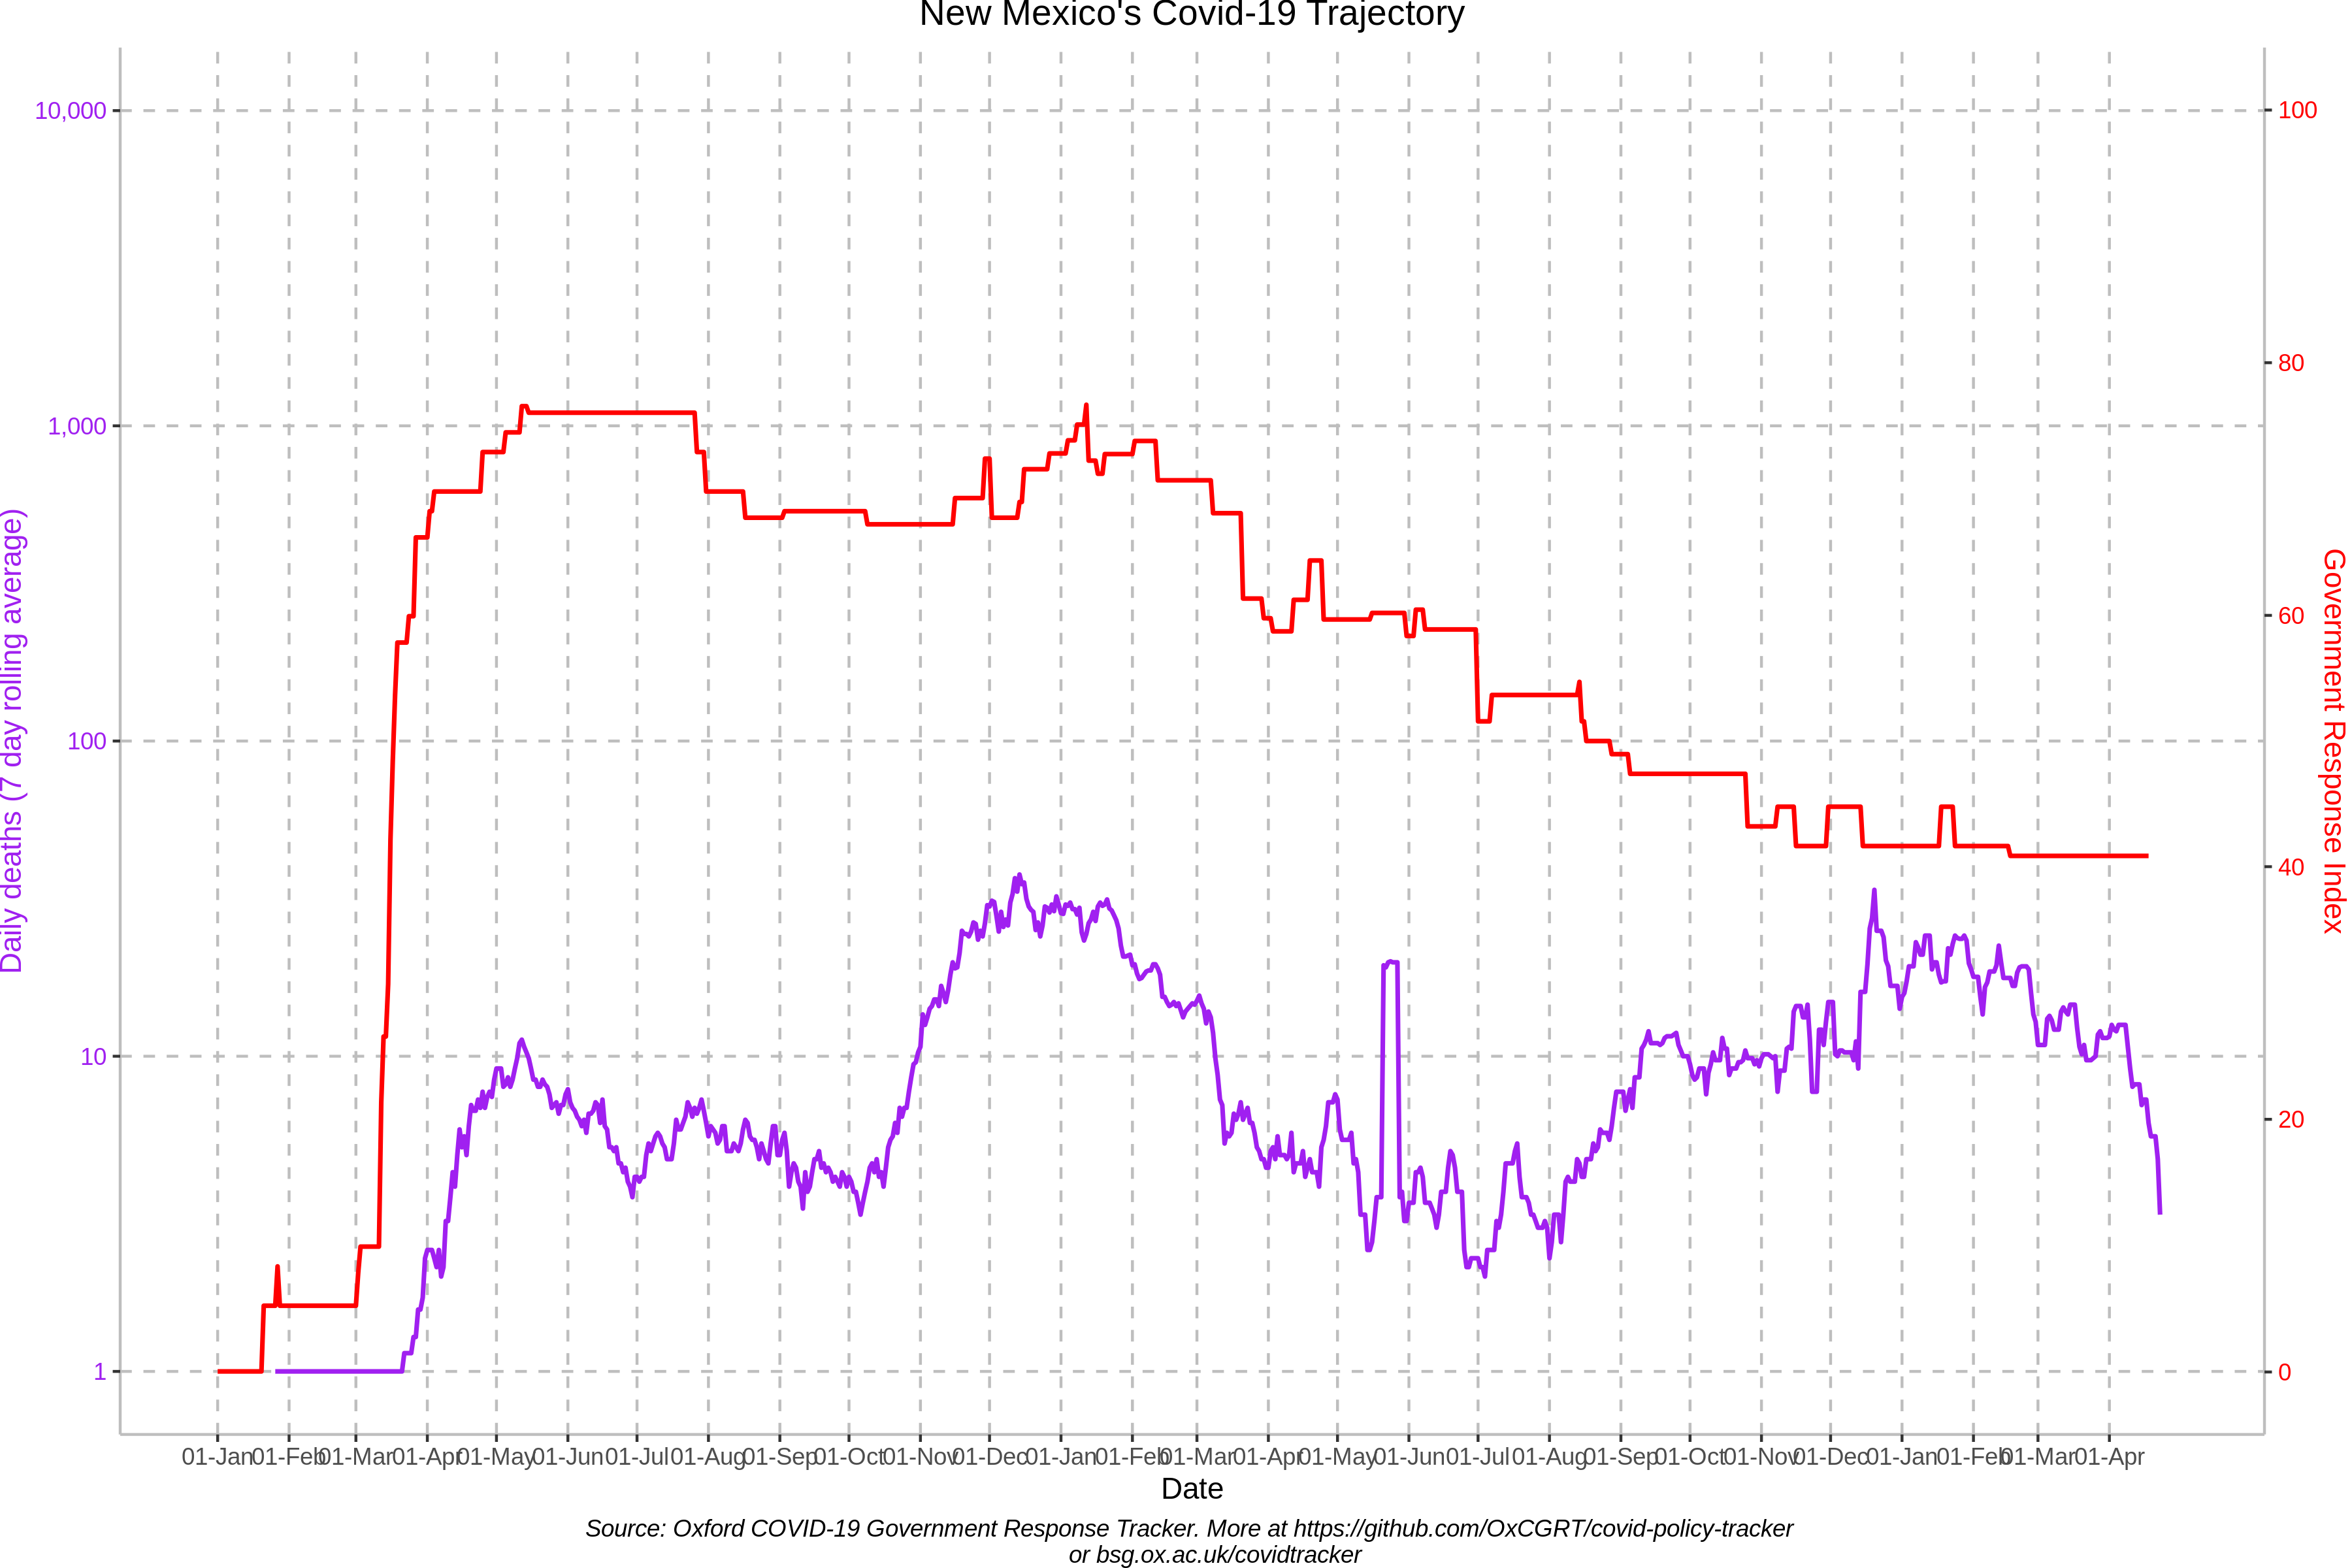 New Mexico's Covid-19 Trajectory
10,000
1,000
100
10
1
Daily deaths (7 day rolling average)
100
80
60
40
20
0
Government Response Index
01-Jan 01-Feb 01-Mar 01-Apr 01-May 01-Jun 01-Jul 01-Aug 01-Sep 01-Oct 01-Nov 01-Dec 01-Jan 01-Feb 01-Mar 01-Apr 01-May 01-Jun 01-Jul 01-Aug 01-Sep 01-Oct 01-Nov 01-Dec 01-Jan 01-Feb 01-Mar 01-Apr
Date
Source: Oxford COVID-19 Government Response Tracker. More at https://github.com/OxCGRT/covid-policy-tracker
or bsg.ox.ac.uk/covidtracker